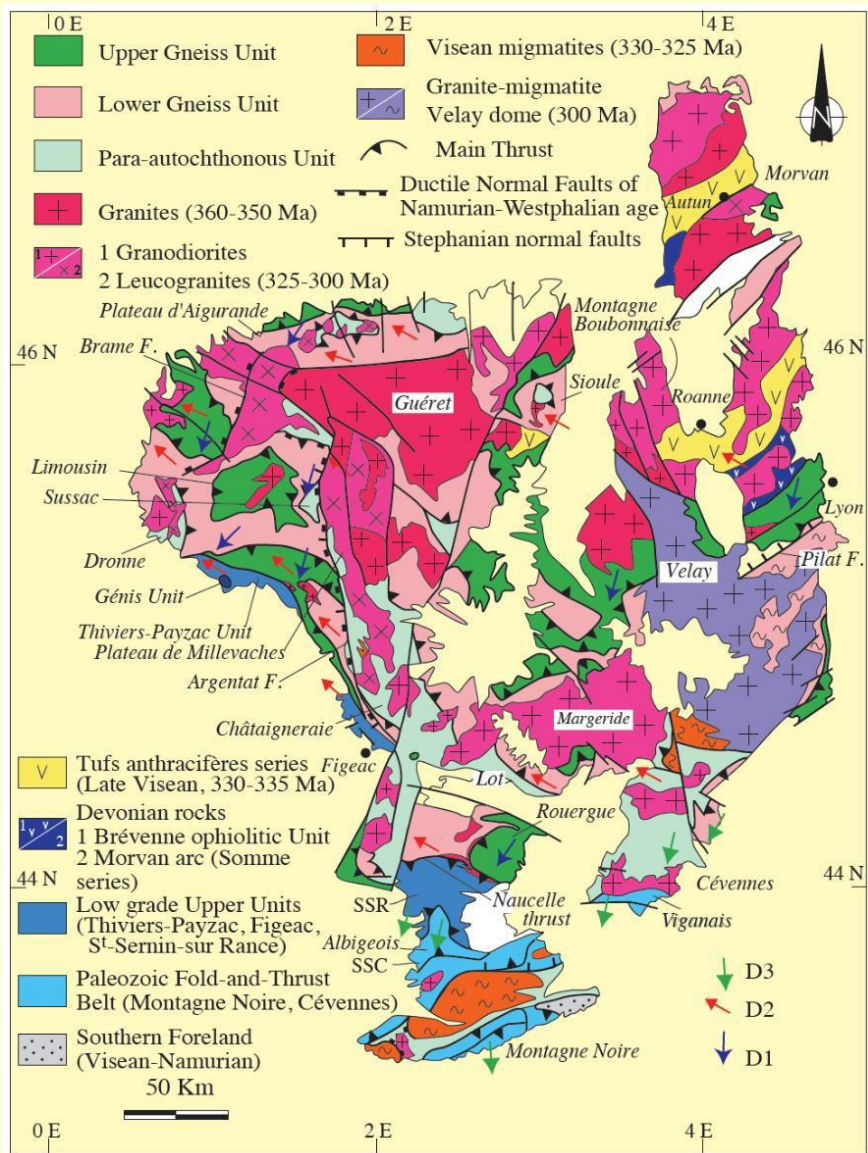 0 E
2 E
4 E
Upper Gneiss Unit
Lower Gneiss Unit
Para-autochthonous Unit
Granites (360-350 Ma)
1
2
1 Granodiorites
2 Leucogranites (325-300 Ma)
Visean migmatites (330-325 Ma)
Granite-migmatite
Velay dome (300 Ma)
Main Thrust
Ductile Normal Faults of
Namurian-Westphalian age
Stephanian normal faults
N
Morvan
Autun
Plateau d'Aigurande
Montagne
Boubonnaise
46 N
46 N
Brame F.
Sioule
Roanne
Guéret
Limousin
Sussac
Lyon
Dronne
Pilat F.
Velay
Génis Unit
Thiviers-Payzac Unit
Plateau de Millevaches
Argentat F.
Margeride
Châtaigneraie
Figeac
Lot
V
Tufs anthracifères series
(Late Visean, 330-335 Ma)
Rouergue
1
2
Devonian rocks
1 Brévenne ophiolitic Unit
2 Morvan arc (Somme
series)
44 N
44 N
Cévennes
SSR
Naucelle
thrust
Viganais
Low grade Upper Units
(Thiviers-Payzac, Figeac,
St-Sernin-sur Rance)
Albigeois
SSC
D3
Paleozoic Fold-and-Thrust
Belt (Montagne Noire, Cévennes)
D2
Southern Foreland
(Visean-Namurian)
Montagne Noire
D1
50 Km
0 E
2 E
4 E